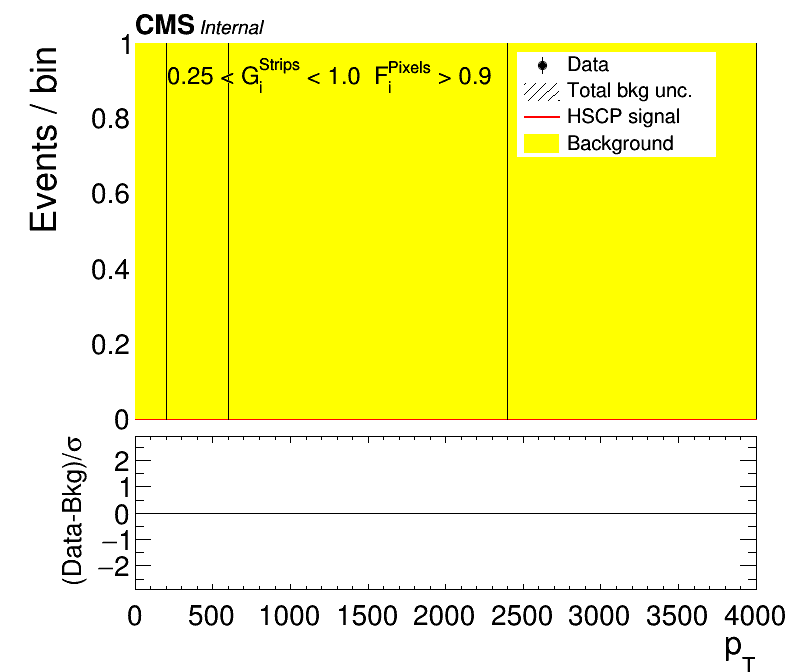 CMS Internal
Events / bin
1
0.8
0.6
0.4
0.2
0
0.25 < G_i^Strips < 1.0 F_i^Pixels > 0.9
Data
Total bkg unc.
HSCP signal
Background
(Data-Bkg)/σ
2
1
0
−1
−2
0 500 1000 1500 2000 2500 3000 3500 4000
p_T